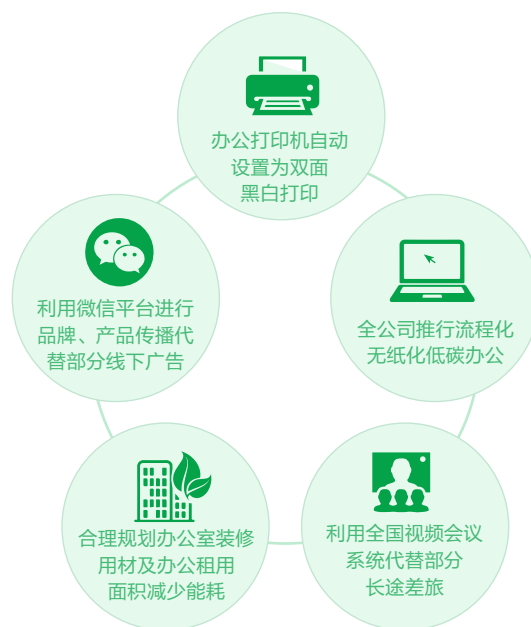 办公打印机自动
设置为双面
黑白打印
全公司推行流程化
无纸化低碳办公
利用全国视频会议
系统代替部分
长途差旅
合理规划办公室装修
用材及办公租用
面积减少能耗
利用微信平台进行
品牌、产品传播代
替部分线下广告